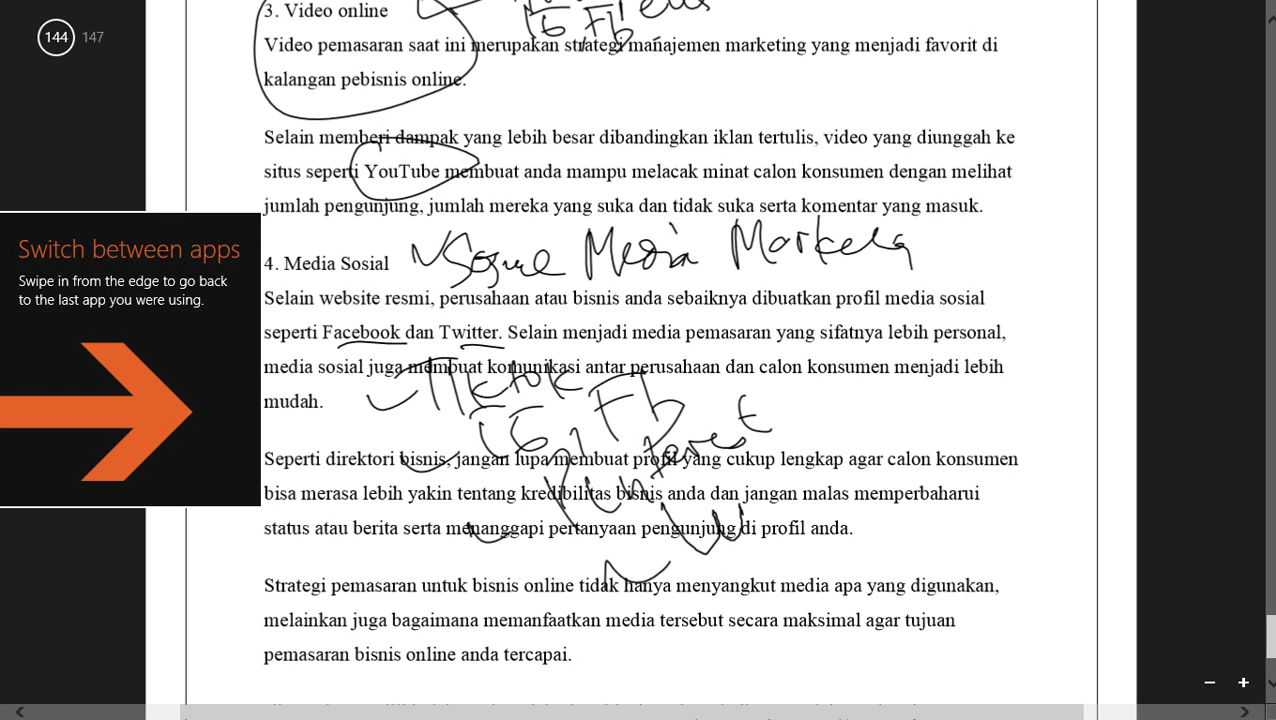 144 147
3. Video online
IG Fb
Video pemasaran saat ini merupakan strategi manajemen marketing yang menjadi favorit di
kalangan pebisnis online.
Selain memberi dampak yang lebih besar dibandingkan iklan tertulis, video yang diunggah ke
situs seperti YouTube membuat anda mampu melacak minat calon konsumen dengan melihat
jumlah pengunjung, jumlah mereka yang suka dan tidak suka serta komentar yang masuk.
Switch between apps
Swipe in from the edge to go back
to the last app you were using.
4. Media Sosial
Media
Selain website resmi, perusahaan atau bisnis anda sebaiknya dibuatkan profil media sosial
seperti Facebook dan Twitter. Selain menjadi media pemasaran yang sifatnya lebih personal,
media sosial juga membuat komunikasi antar perusahaan dan calon konsumen menjadi lebih
mudah.
Tiktok
IG Fb
Seperti direktori bisnis, jangan lupa membuat profil yang cukup lengkap agar calon konsumen
bisa merasa lebih yakin tentang kredibilitas bisnis anda dan jangan malas memperbaharui
status atau berita serta menanggapi pertanyaan pengunjung di profil anda.
Strategi pemasaran untuk bisnis online tidak hanya menyangkut media apa yang digunakan,
melainkan juga bagaimana memanfaatkan media tersebut secara maksimal agar tujuan
pemasaran bisnis online anda tercapai.